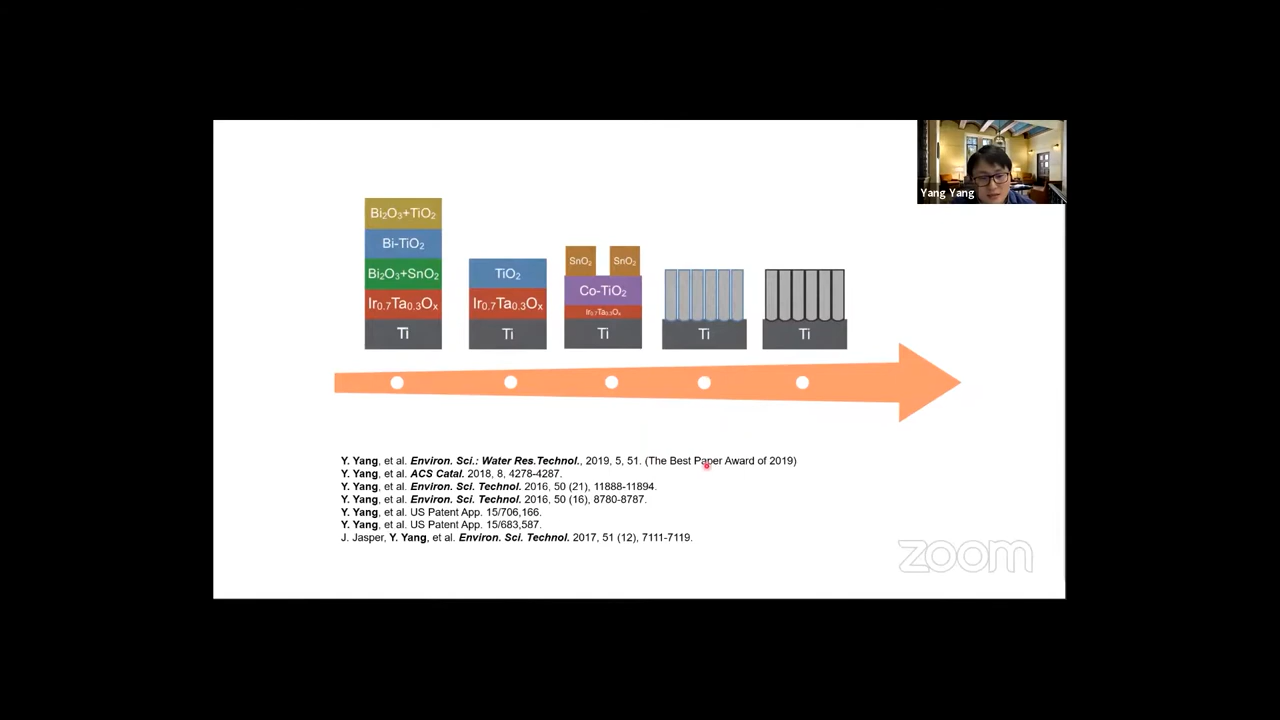 Yang Yang
Bi₂O₃+TiO₂
Bi-TiO₂
Bi₂O₃+SnO₂
Ir₀.₇Ta₀.₃Oₓ
Ti
TiO₂
Ir₀.₇Ta₀.₃Oₓ
Ti
SnO₂ SnO₂
Co-TiO₂
Ir₀.₇Ta₀.₃Oₓ
Ti
Ti
Ti
Y. Yang, et al. Environ. Sci.: Water Res.Technol., 2019, 5, 51. (The Best Paper Award of 2019)
Y. Yang, et al. ACS Catal. 2018, 8, 4278-4287.
Y. Yang, et al. Environ. Sci. Technol. 2016, 50 (21), 11888-11894.
Y. Yang, et al. Environ. Sci. Technol. 2016, 50 (16), 8780-8787.
Y. Yang, et al. US Patent App. 15/706,166.
Y. Yang, et al. US Patent App. 15/683,587.
J. Jasper, Y. Yang, et al. Environ. Sci. Technol. 2017, 51 (12), 7111-7119.
zoom